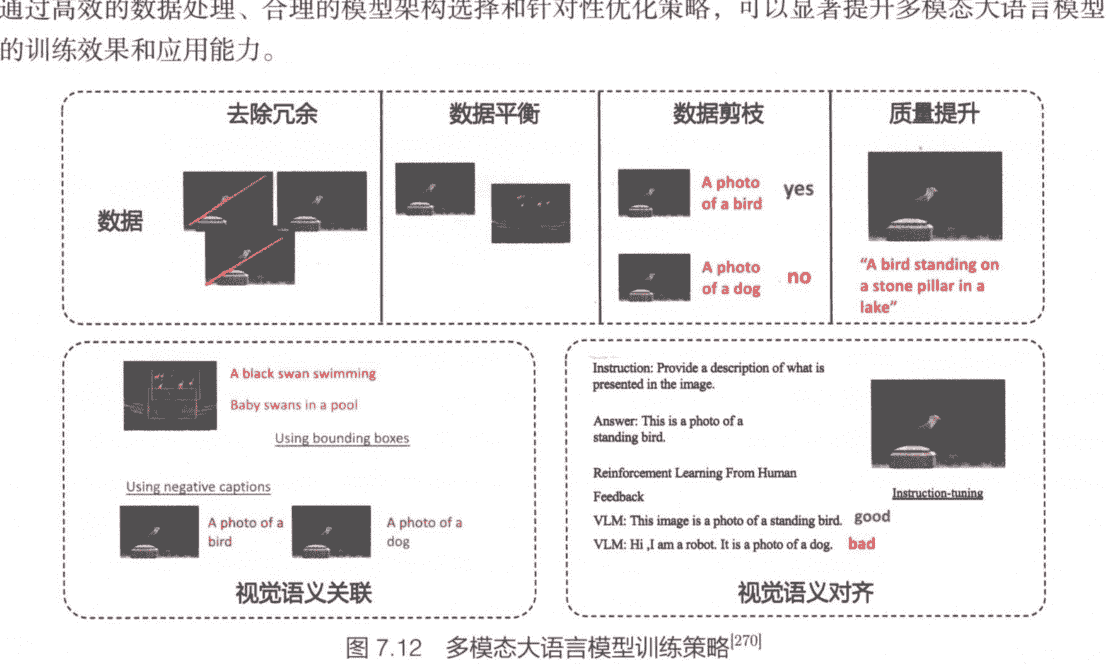 通过高效的数据处理、合理的模型架构选择和针对性优化策略，可以显著提升多模态大语言模型
的训练效果和应用能力。
去除冗余
数据平衡
数据剪枝
质量提升
数据
A photo
of a bird
yes
A photo
of a dog
no
“A bird standing on
a stone pillar in a
lake”
A black swan swimming
Baby swans in a pool
Using bounding boxes
Using negative captions
A photo of a
bird
A photo of a
dog
视觉语义关联
Instruction: Provide a description of what is
presented in the image.
Answer: This is a photo of a
standing bird.
Reinforcement Learning From Human
Feedback
VLM: This image is a photo of a standing bird. good
VLM: Hi ,I am a robot. It is a photo of a dog. bad
Instruction-tuning
视觉语义对齐
图 7.12 多模态大语言模型训练策略[270]